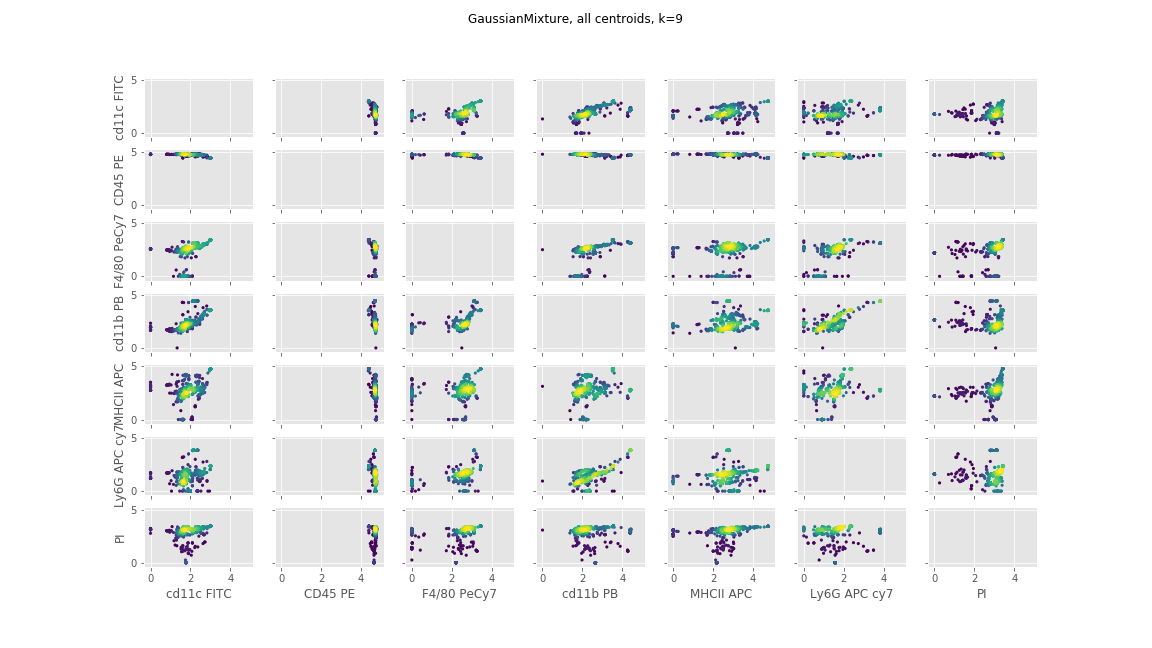 GaussianMixture, all centroids, k=9
cd11c FITC
5
0
CD45 PE
5
0
F4/80 PeCy7
5
0
cd11b PB
5
0
MHCII APC
5
0
Ly6G APC cy7
5
0
PI
5
0
0 2 4 0 2 4 0 2 4 0 2 4 0 2 4 0 2 4 0 2 4
cd11c FITC CD45 PE F4/80 PeCy7 cd11b PB MHCII APC Ly6G APC cy7 PI